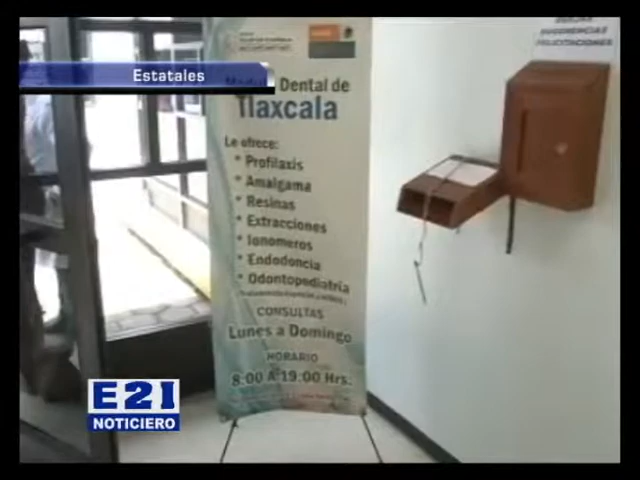 Estatales
Dental de
Tlaxcala
Le ofrece:
* Profilaxis
* Amalgama
* Resinas
* Extracciones
* Ionomeros
* Endodoncia
* Odontopediatria
CONSULTAS
Lunes a Domingo
HORARIO
8:00 A 19:00 Hrs.
SUGERENCIAS
FELICITACIONES
E21
NOTICIERO